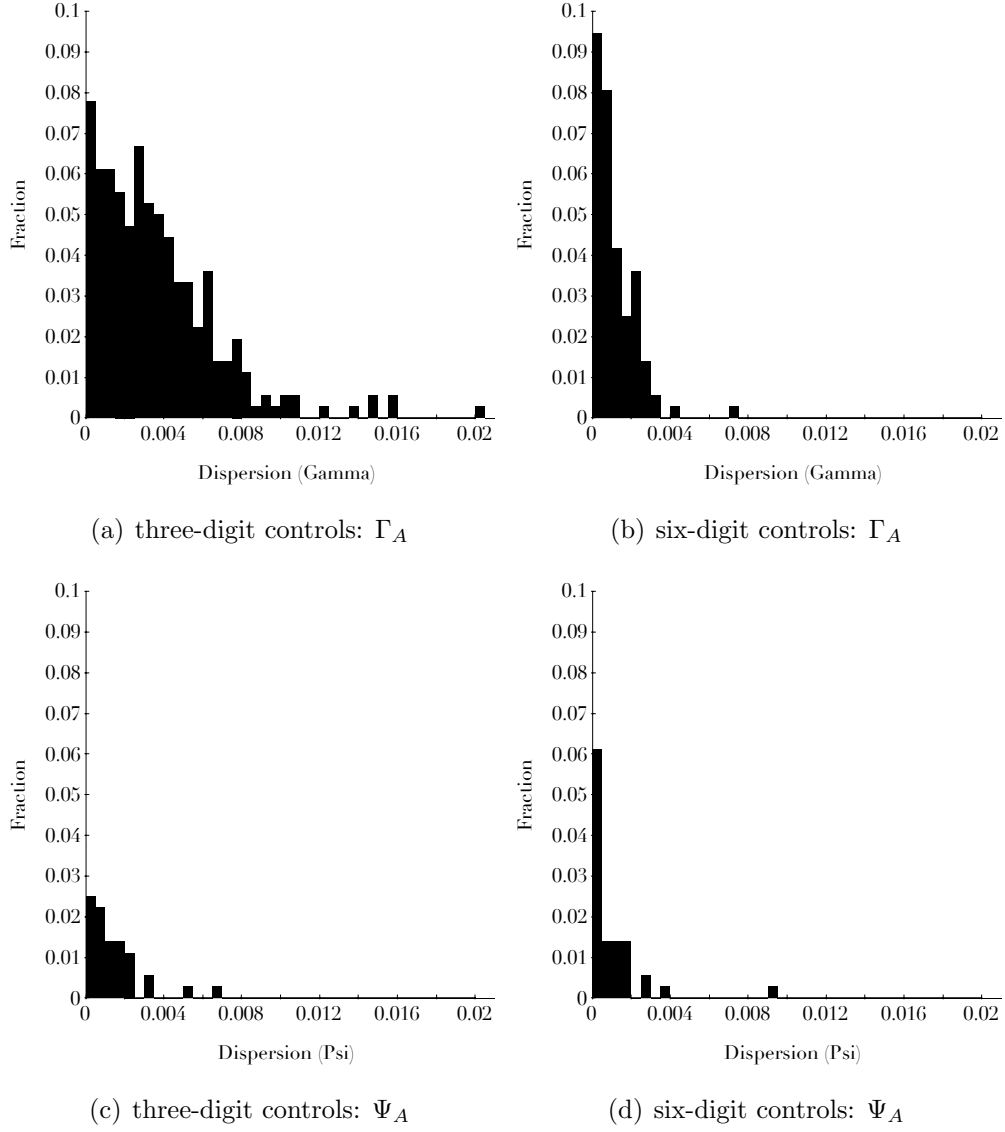 0.1
0.09
0.08
0.07
0.06
0.05
0.04
0.03
0.02
0.01
0
Fraction
0 0.004 0.008 0.012 0.016 0.02
Dispersion (Gamma)
(a) three-digit controls: Γ_A
0.1
0.09
0.08
0.07
0.06
0.05
0.04
0.03
0.02
0.01
0
Fraction
0 0.004 0.008 0.012 0.016 0.02
Dispersion (Gamma)
(b) six-digit controls: Γ_A
0.1
0.09
0.08
0.07
0.06
0.05
0.04
0.03
0.02
0.01
0
Fraction
0 0.004 0.008 0.012 0.016 0.02
Dispersion (Psi)
(c) three-digit controls: Ψ_A
0.1
0.09
0.08
0.07
0.06
0.05
0.04
0.03
0.02
0.01
0
Fraction
0 0.004 0.008 0.012 0.016 0.02
Dispersion (Psi)
(d) six-digit controls: Ψ_A